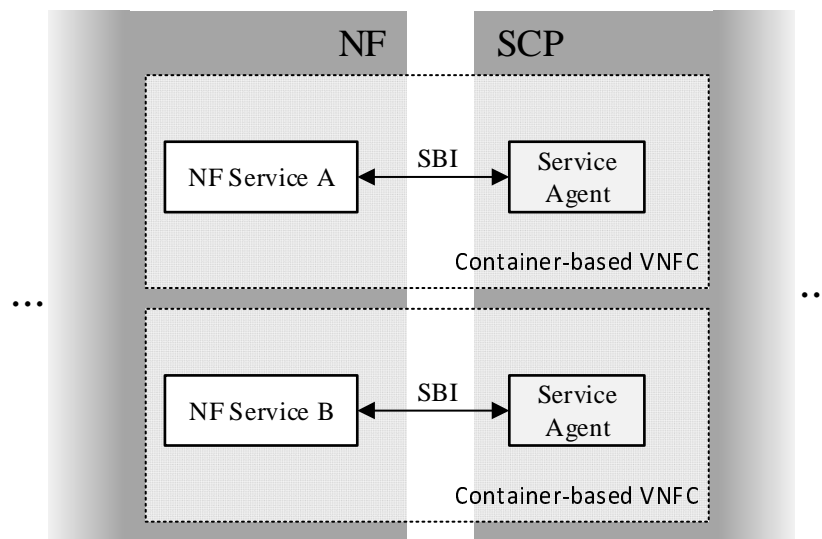 NF SCP
NF Service A
SBI
Service
Agent
Container-based VNFC
...
..
NF Service B
SBI
Service
Agent
Container-based VNFC